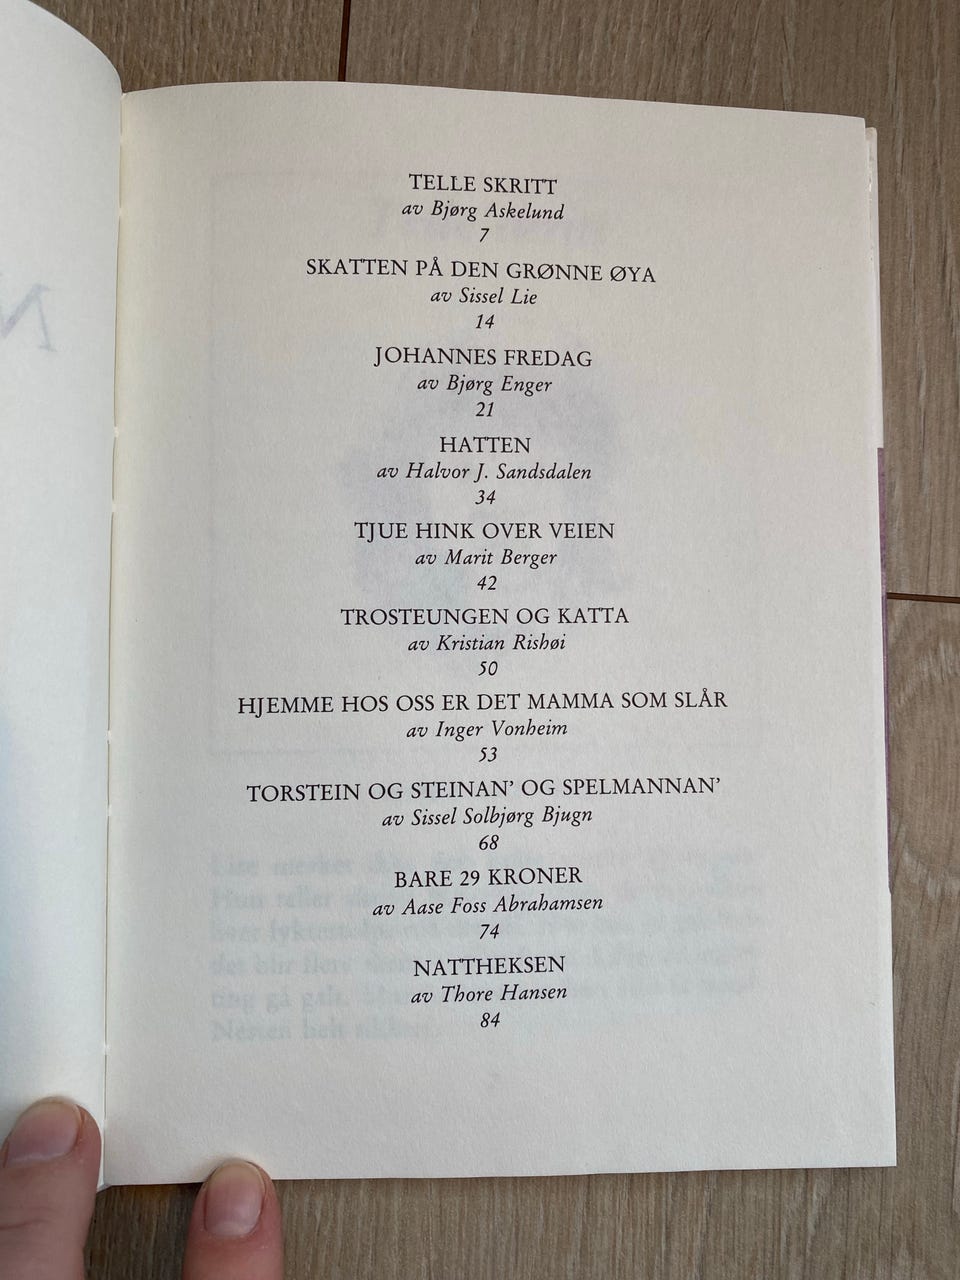 TELLE SKRITT
av Bjørg Askelund
7
SKATTEN PÅ DEN GRØNNE ØYA
av Sissel Lie
14
JOHANNES FREDAG
av Bjørg Enger
21
HATTEN
av Halvor J. Sandsdalen
34
TJUE HINK OVER VEIEN
av Marit Berger
42
TROSTEUNGEN OG KATTA
av Kristian Rishøi
50
HJEMME HOS OSS ER DET MAMMA SOM SLÅR
av Inger Vonheim
53
TORSTEIN OG STEINAN’ OG SPELMANNAN’
av Sissel Solbjørg Bjugn
68
BARE 29 KRONER
av Aase Foss Abrahamsen
74
NATTHEKSEN
av Thore Hansen
84